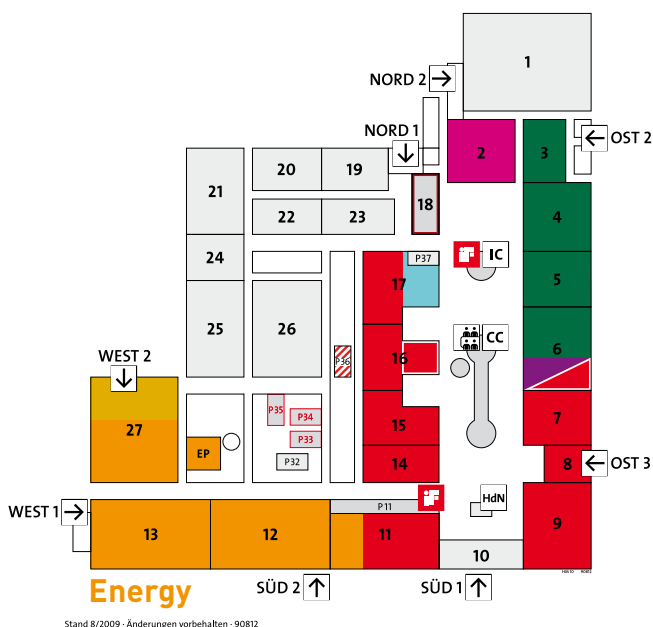 1
NORD 2
NORD 1
2
3
OST 2
20
19
21
18
4
22
23
24
IC
P37
17
5
25
26
CC
6
WEST 2
P36
16
P35
P34
7
15
27
P33
EP
P32
14
8
OST 3
HdN
WEST 1
P11
13
12
11
9
10
HM10 90812
Energy
SÜD 2
SÜD 1
Stand 8/2009 · Änderungen vorbehalten · 90812